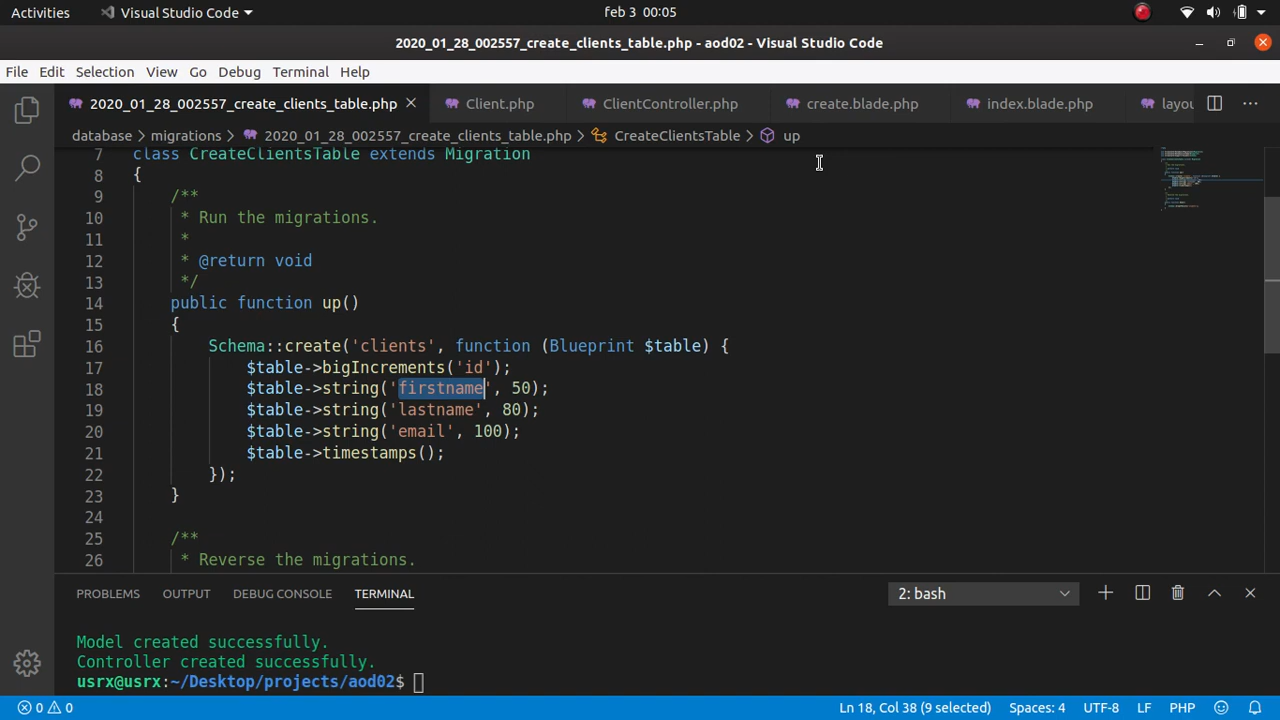 Activities Visual Studio Code feb 3 00:05
2020_01_28_002557_create_clients_table.php - aod02 - Visual Studio Code
File Edit Selection View Go Debug Terminal Help
2020_01_28_002557_create_clients_table.php Client.php ClientController.php create.blade.php index.blade.php layou
database > migrations > 2020_01_28_002557_create_clients_table.php > CreateClientsTable > up
7 class CreateClientsTable extends Migration
8 {
9 /**
10 * Run the migrations.
11 *
12 * @return void
13 */
14 public function up()
15 {
16 Schema::create('clients', function (Blueprint $table) {
17 $table->bigIncrements('id');
18 $table->string('firstname', 50);
19 $table->string('lastname', 80);
20 $table->string('email', 100);
21 $table->timestamps();
22 });
23 }
24
25 /**
26 * Reverse the migrations.
PROBLEMS OUTPUT DEBUG CONSOLE TERMINAL 2: bash
Model created successfully.
Controller created successfully.
usrx@usrx:~/Desktop/projects/aod02$
0 0 Ln 18, Col 38 (9 selected) Spaces: 4 UTF-8 LF PHP